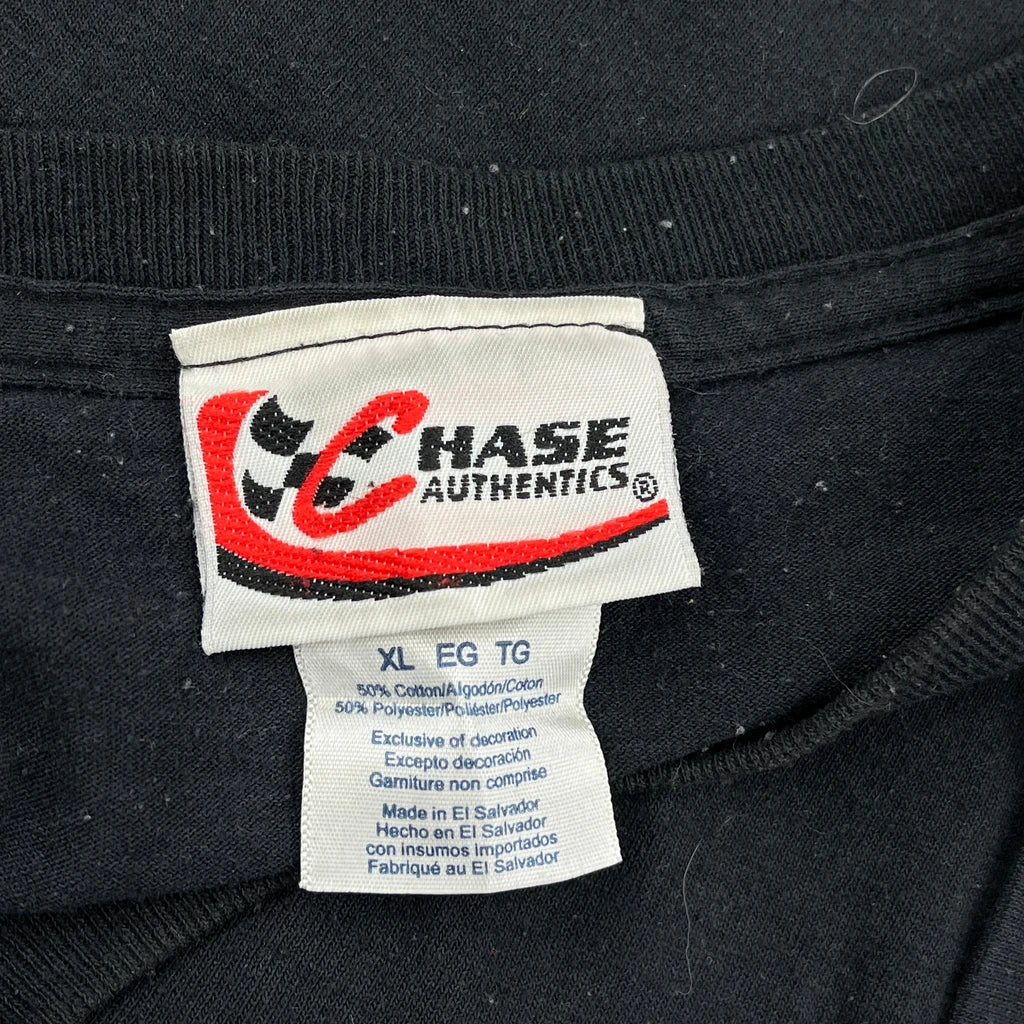 CHASE
AUTHENTICS®
XL EG TG
50% Cotton/Algodón/Coton
50% Polyester/Poliéster/Polyester
Exclusive of decoration
Excepto decoración
Garniture non comprise
Made in El Salvador
Hecho en El Salvador
con insumos importados
Fabriqué au El Salvador